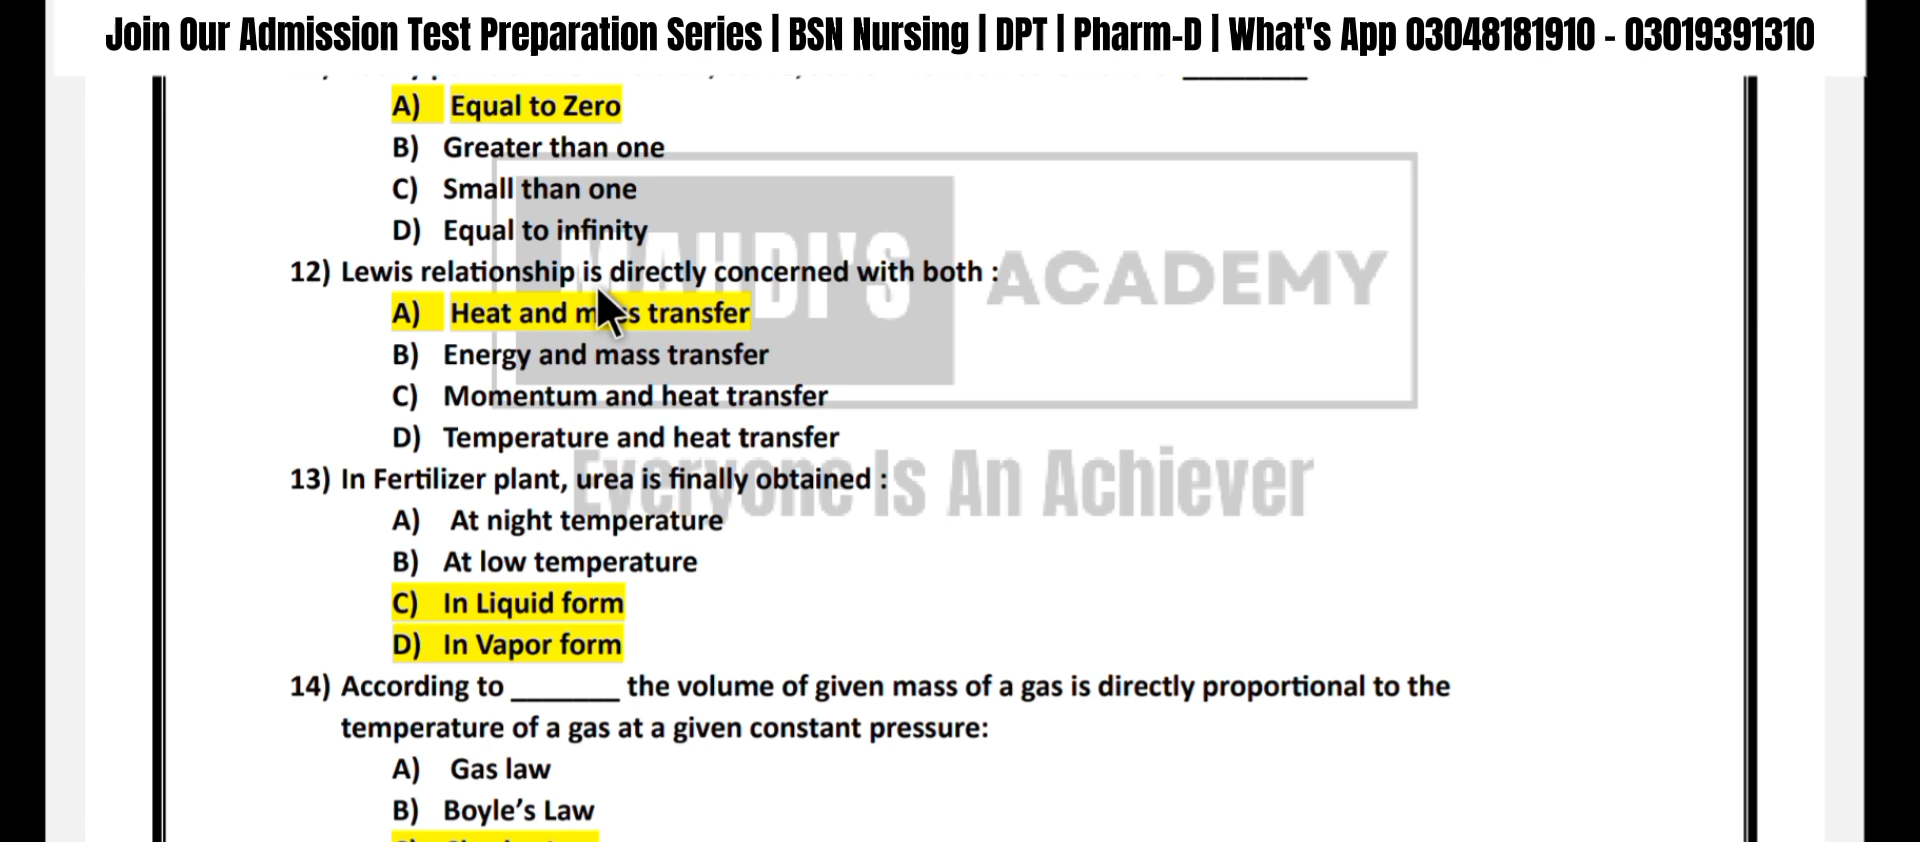 Join Our Admission Test Preparation Series | BSN Nursing | DPT | Pharm-D | What's App 03048181910 - 03019391310
A) Equal to Zero
B) Greater than one
C) Small than one
D) Equal to infinity
MAHDI'S ACADEMY
12) Lewis relationship is directly concerned with both :
A) Heat and mass transfer
B) Energy and mass transfer
C) Momentum and heat transfer
D) Temperature and heat transfer
Everyone Is An Achiever
13) In Fertilizer plant, urea is finally obtained :
A) At night temperature
B) At low temperature
C) In Liquid form
D) In Vapor form
14) According to _______ the volume of given mass of a gas is directly proportional to the
temperature of a gas at a given constant pressure:
A) Gas law
B) Boyle’s Law